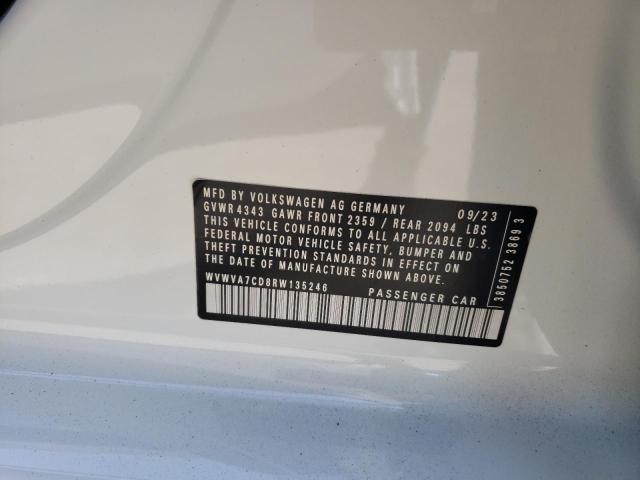 MFD BY VOLKSWAGEN AG GERMANY 09/23
GVWR 4343 GAWR FRONT 2359 / REAR 2094 LBS
THIS VEHICLE CONFORMS TO ALL APPLICABLE U.S.
FEDERAL MOTOR VEHICLE SAFETY, BUMPER AND
THEFT PREVENTION STANDARDS IN EFFECT ON
THE DATE OF MANUFACTURE SHOWN ABOVE.
WVWVA7CD8RW135246 PASSENGER CAR
3850752 3869 3